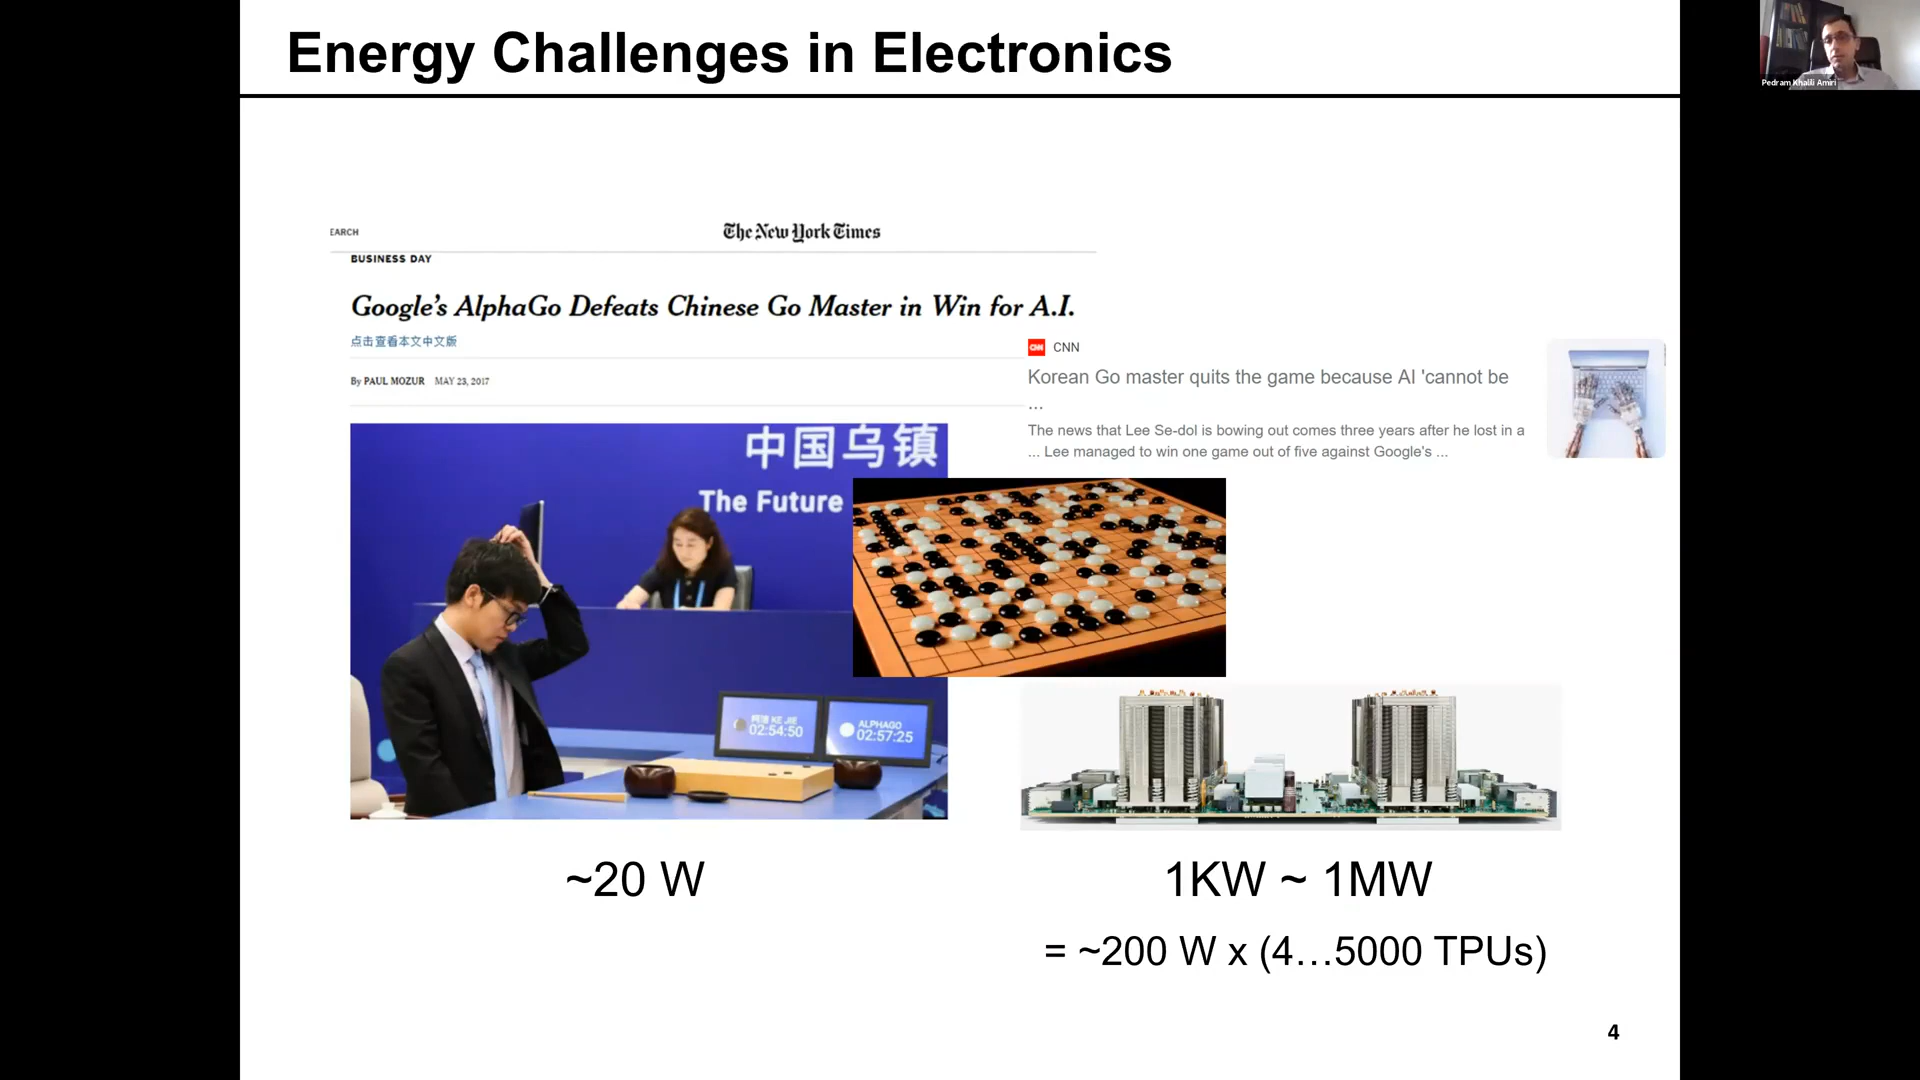 Energy Challenges in Electronics
Pedram Khalili Amiri
EARCH
The New York Times
BUSINESS DAY
Google's AlphaGo Defeats Chinese Go Master in Win for A.I.
点击查看本文中文版
By PAUL MOZUR MAY 23, 2017
CNN
CNN
Korean Go master quits the game because AI 'cannot be
...
The news that Lee Se-dol is bowing out comes three years after he lost in a
... Lee managed to win one game out of five against Google's ...
中国乌镇
The Future
柯洁 KE JIE
02:54:50
ALPHAGO
02:57:25
~20 W
1KW ~ 1MW
= ~200 W x (4…5000 TPUs)
4